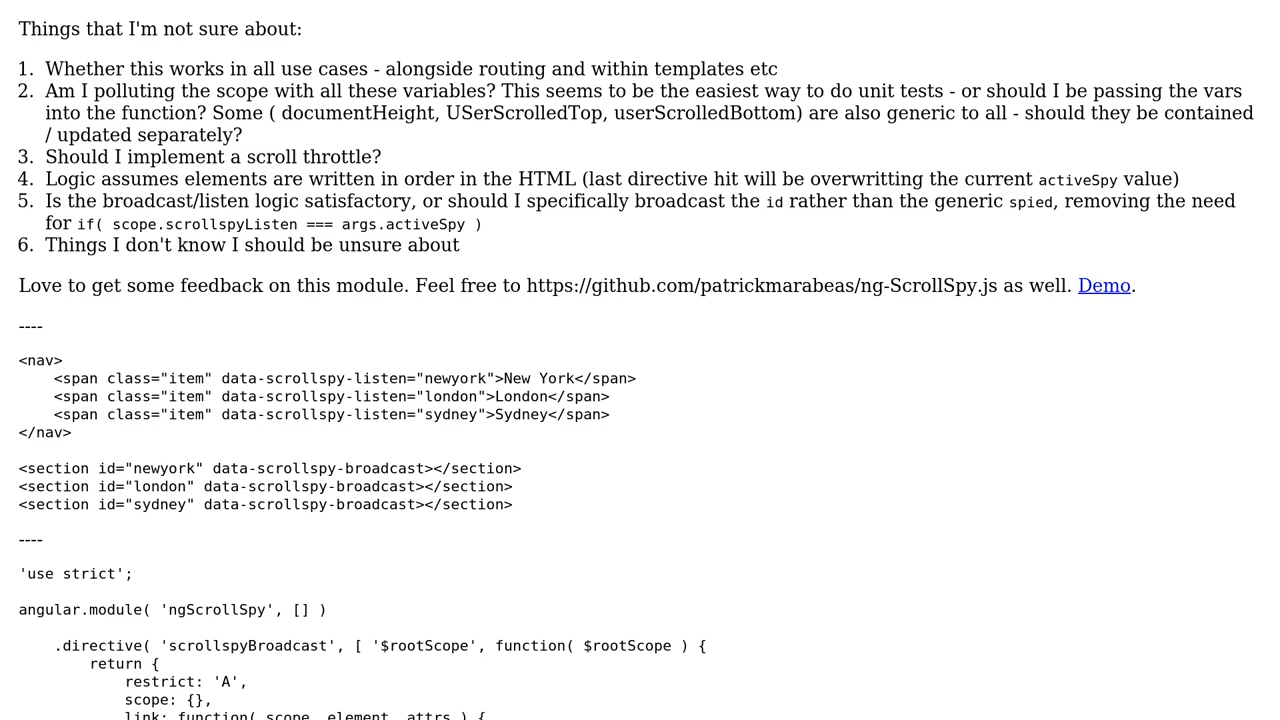 Things that I'm not sure about:
1. Whether this works in all use cases - alongside routing and within templates etc
2. Am I polluting the scope with all these variables? This seems to be the easiest way to do unit tests - or should I be passing the vars
into the function? Some ( documentHeight, USerScrolledTop, userScrolledBottom) are also generic to all - should they be contained
/ updated separately?
3. Should I implement a scroll throttle?
4. Logic assumes elements are written in order in the HTML (last directive hit will be overwritting the current activeSpy value)
5. Is the broadcast/listen logic satisfactory, or should I specifically broadcast the id rather than the generic spied, removing the need
for if( scope.scrollspyListen === args.activeSpy )
6. Things I don't know I should be unsure about
Love to get some feedback on this module. Feel free to https://github.com/patrickmarabeas/ng-ScrollSpy.js as well. Demo.
----
<nav>
    <span class="item" data-scrollspy-listen="newyork">New York</span>
    <span class="item" data-scrollspy-listen="london">London</span>
    <span class="item" data-scrollspy-listen="sydney">Sydney</span>
</nav>
<section id="newyork" data-scrollspy-broadcast></section>
<section id="london" data-scrollspy-broadcast></section>
<section id="sydney" data-scrollspy-broadcast></section>
----
'use strict';
angular.module( 'ngScrollSpy', [] )
    .directive( 'scrollspyBroadcast', [ '$rootScope', function( $rootScope ) {
        return {
            restrict: 'A',
            scope: {},
            link: function( scope, element, attrs ) {